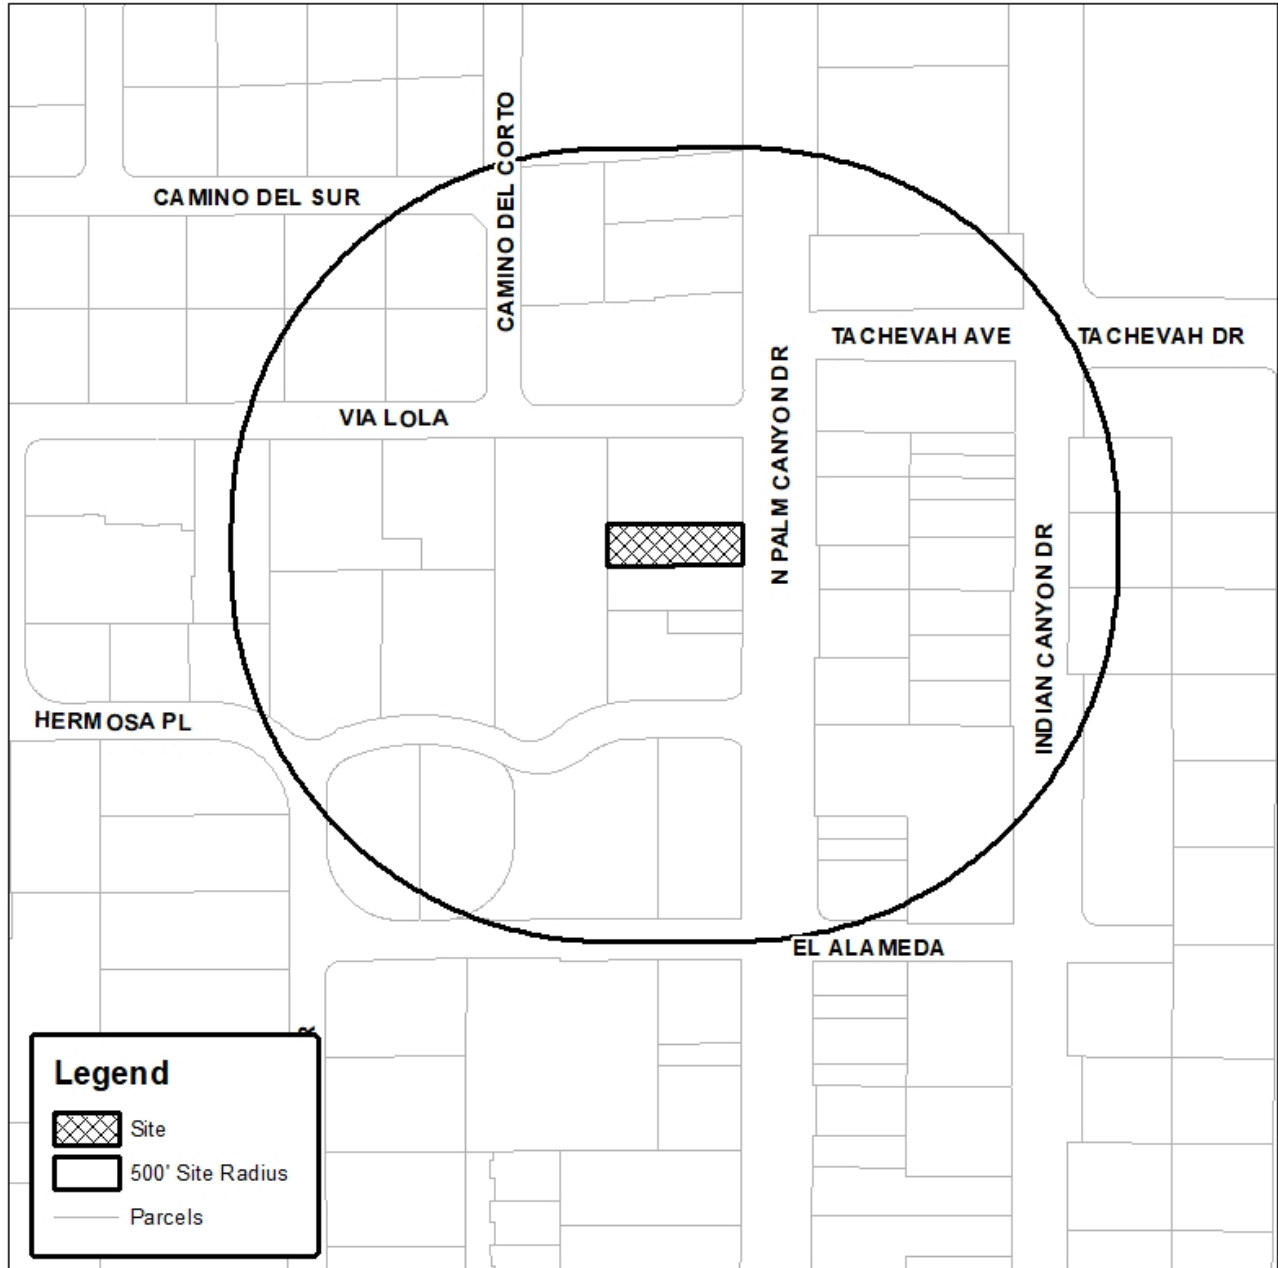 CAMINO DEL CORTO
CAMINO DEL SUR
TACHEVAH AVE
TACHEVAH DR
VIA LOLA
N PALM CANYON DR
INDIAN CANYON DR
HERMOSA PL
EL ALAMEDA
R
Legend
Site
500' Site Radius
Parcels